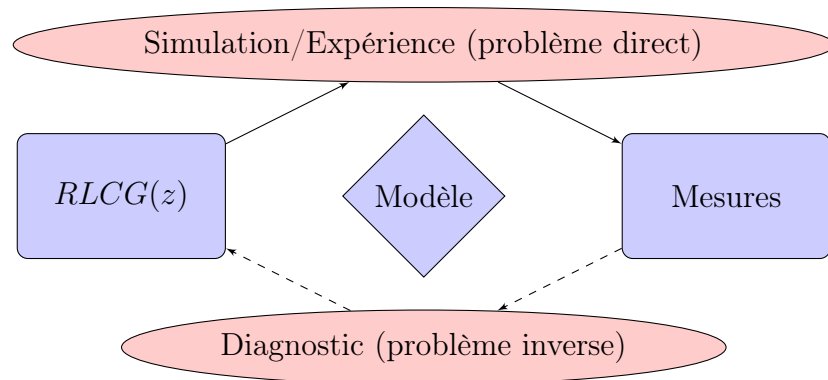 Simulation/Expérience (problème direct)
RLCG(z)
Modèle
Mesures
Diagnostic (problème inverse)